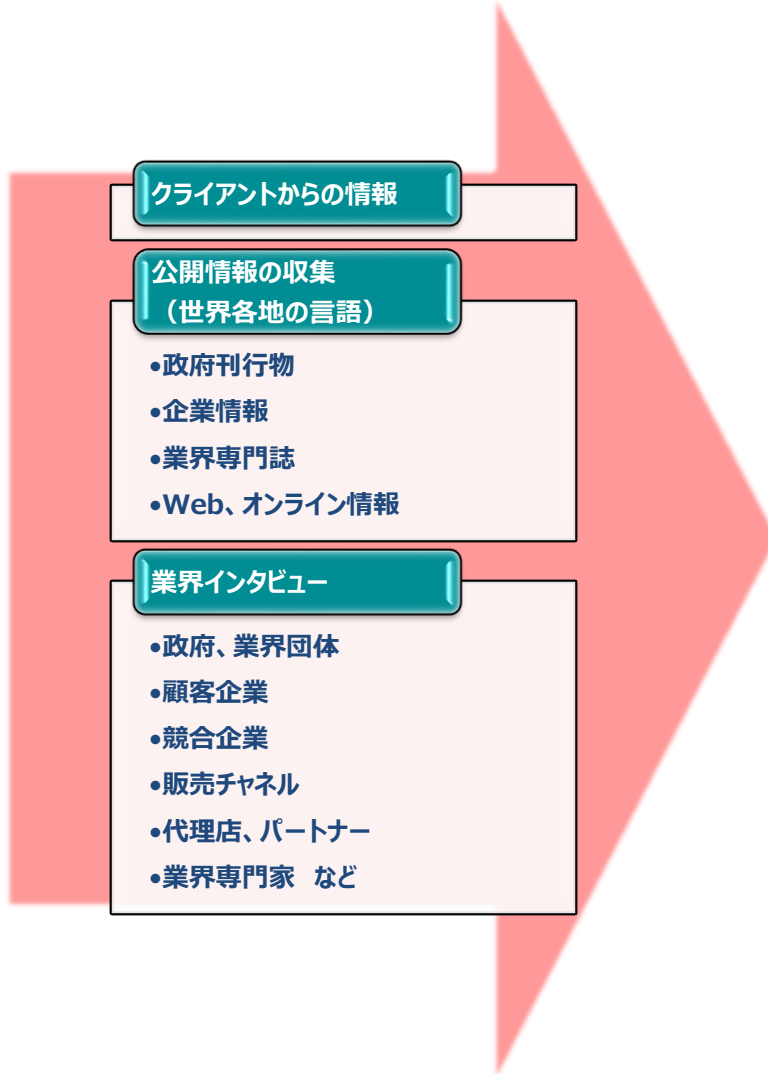 クライアントからの情報
公開情報の収集
（世界各地の言語）
•政府刊行物
•企業情報
•業界専門誌
•Web、オンライン情報
業界インタビュー
•政府、業界団体
•顧客企業
•競合企業
•販売チャネル
•代理店、パートナー
•業界専門家　など